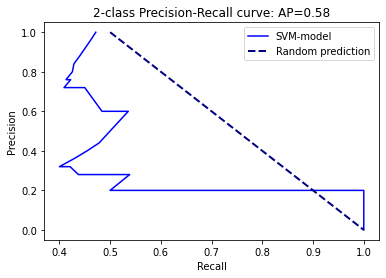 2-class Precision-Recall curve: AP=0.58
SVM-model
Random prediction
Precision
1.0
0.8
0.6
0.4
0.2
0.0
0.4 0.5 0.6 0.7 0.8 0.9 1.0
Recall